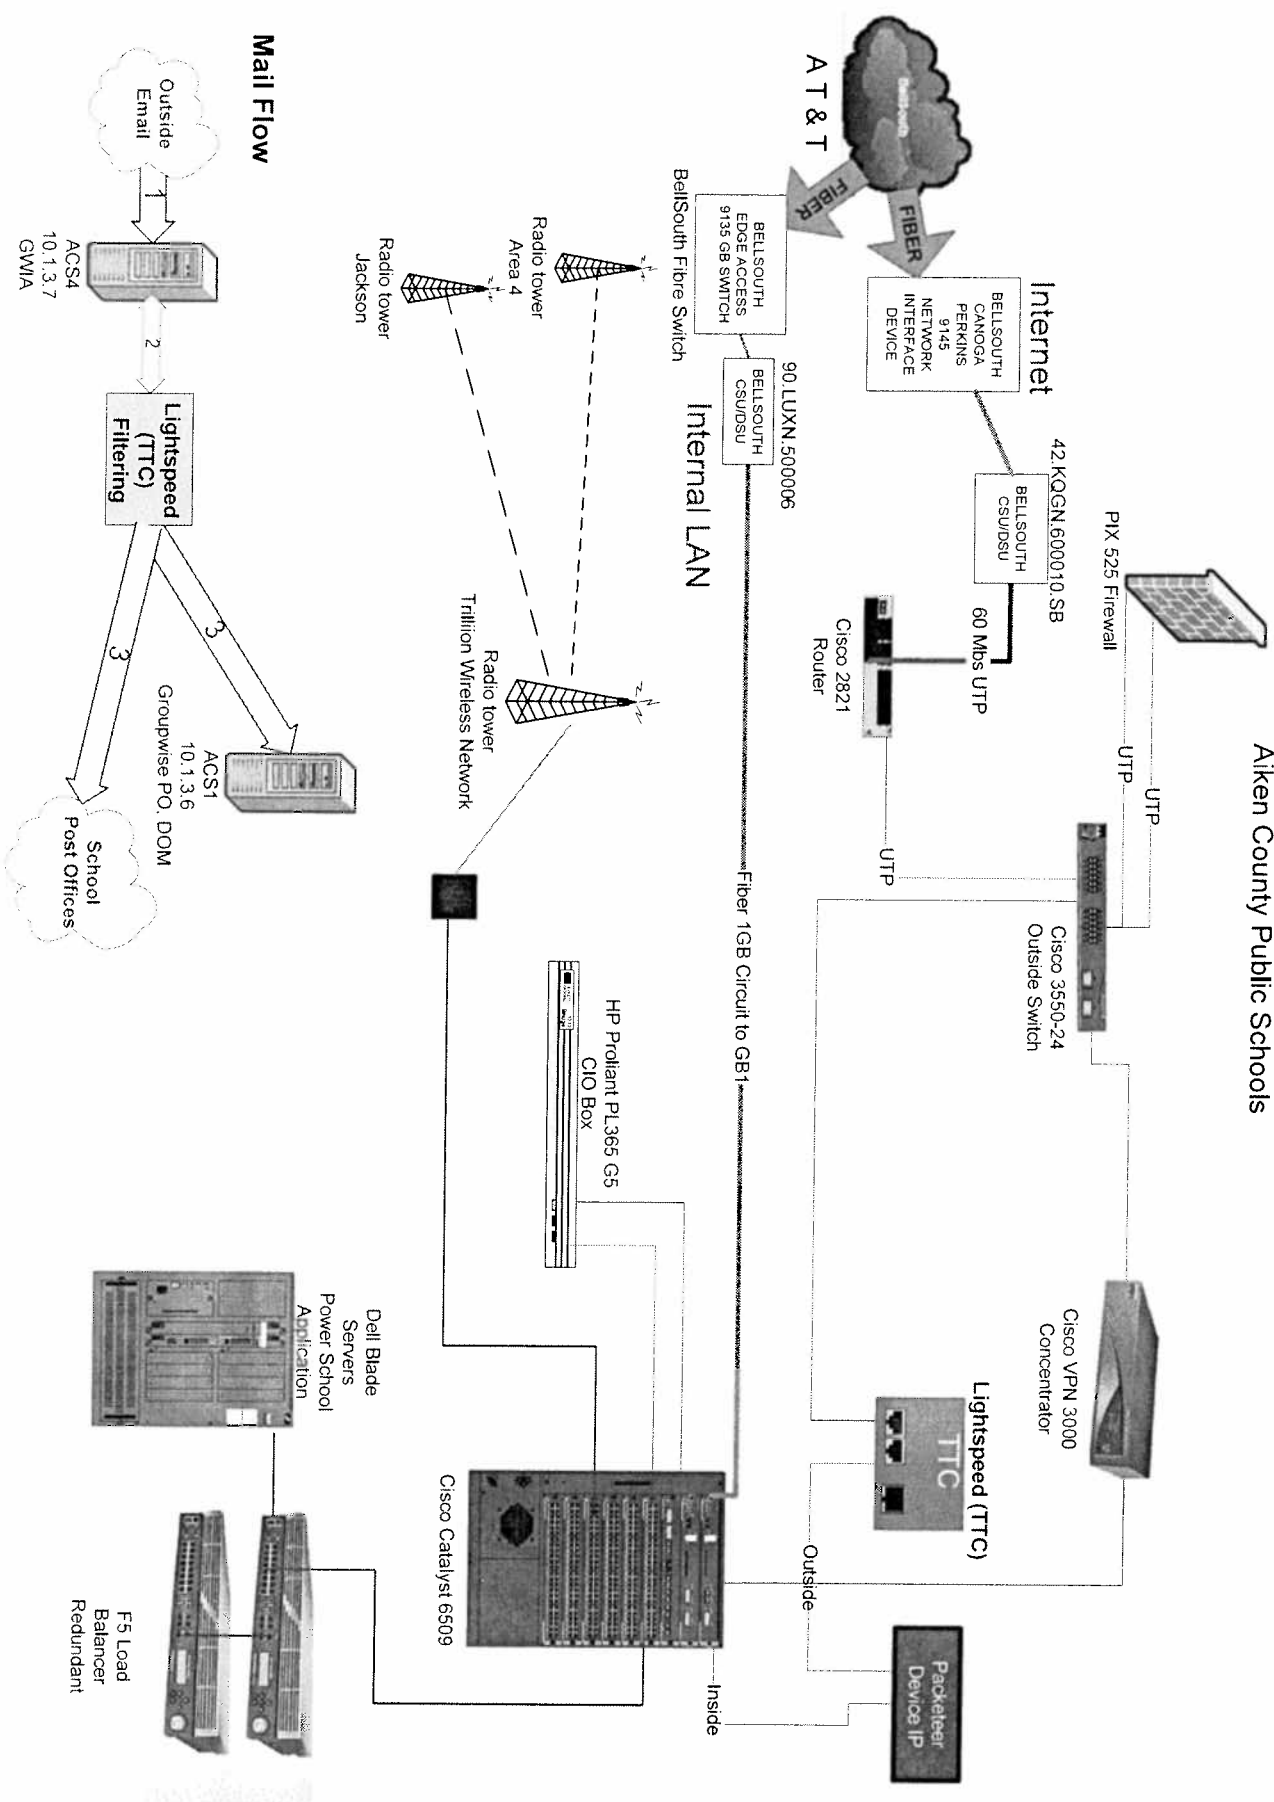 Aiken County Public Schools
BellSouth
A T & T
FIBER
FIBER
Internet
BELLSOUTH
CANOGA
PERKINS
9145
NETWORK
INTERFACE
DEVICE
42.KQGN.600010.SB
BELLSOUTH
CSU/DSU
60 Mbs UTP
Cisco 2821
Router
UTP
PIX 525 Firewall
UTP
UTP
Cisco 3550-24
Outside Switch
Cisco VPN 3000
Concentrator
Lightspeed (TTC)
TTC
Outside
Packeteer
Device IP
Inside
BELLSOUTH
EDGE ACCESS
9135 GB SWITCH
BellSouth Fibre Switch
90.LUXN.500006
BELLSOUTH
CSU/DSU
Internal LAN
Fiber 1GB Circuit to GB1
Radio tower
Area 4
Radio tower
Jackson
Radio tower
Trilliion Wireless Network
HP Proliant PL365 G5
CIO Box
Cisco Catalyst 6509
Dell Blade
Servers
Power School
Application
F5 Load
Balancer
Redundant
Mail Flow
Outside
Email
1
ACS4
10.1.3.7
GWIA
2
Lightspeed
(TTC)
Filtering
3
3
ACS1
10.1.3.6
Groupwise PO, DOM
School
Post Offices